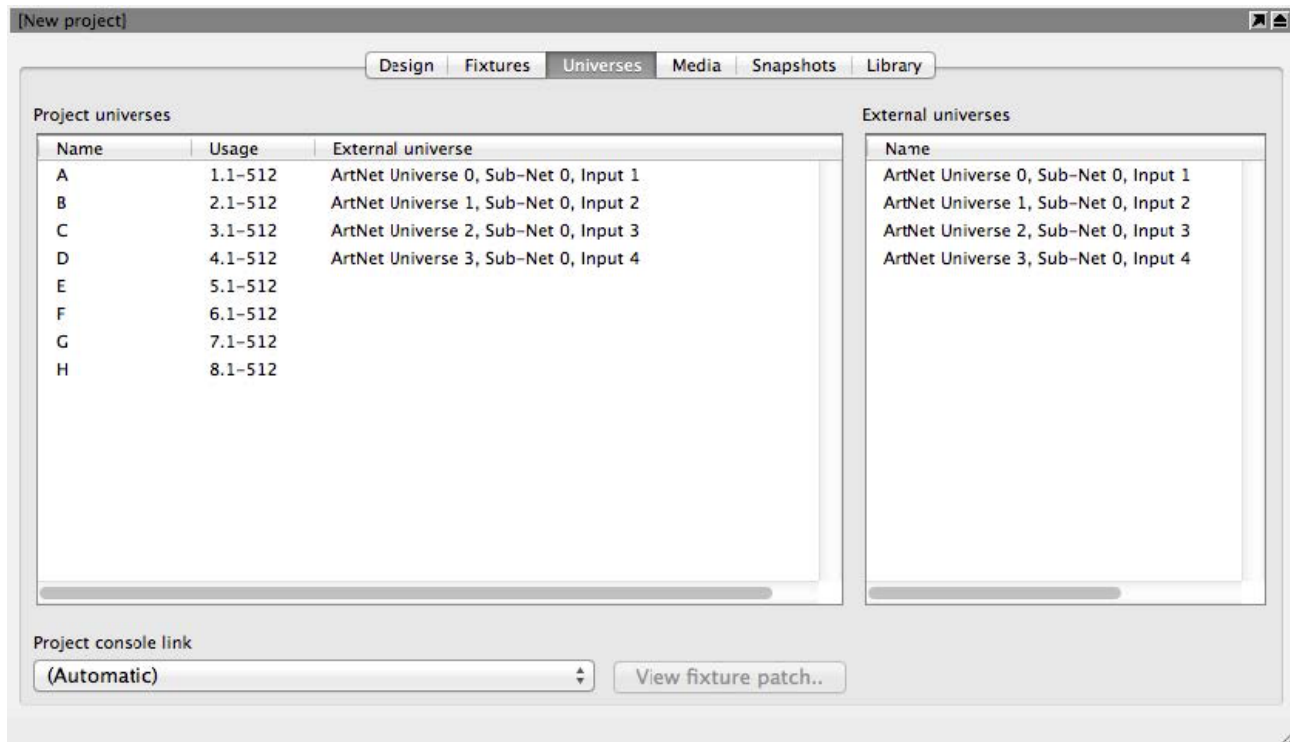 [New project]
Design Fixtures Universes Media Snapshots Library
Project universes
Name Usage External universe
A 1.1-512 ArtNet Universe 0, Sub-Net 0, Input 1
B 2.1-512 ArtNet Universe 1, Sub-Net 0, Input 2
C 3.1-512 ArtNet Universe 2, Sub-Net 0, Input 3
D 4.1-512 ArtNet Universe 3, Sub-Net 0, Input 4
E 5.1-512
F 6.1-512
G 7.1-512
H 8.1-512
External universes
Name
ArtNet Universe 0, Sub-Net 0, Input 1
ArtNet Universe 1, Sub-Net 0, Input 2
ArtNet Universe 2, Sub-Net 0, Input 3
ArtNet Universe 3, Sub-Net 0, Input 4
Project console link
(Automatic) View fixture patch..